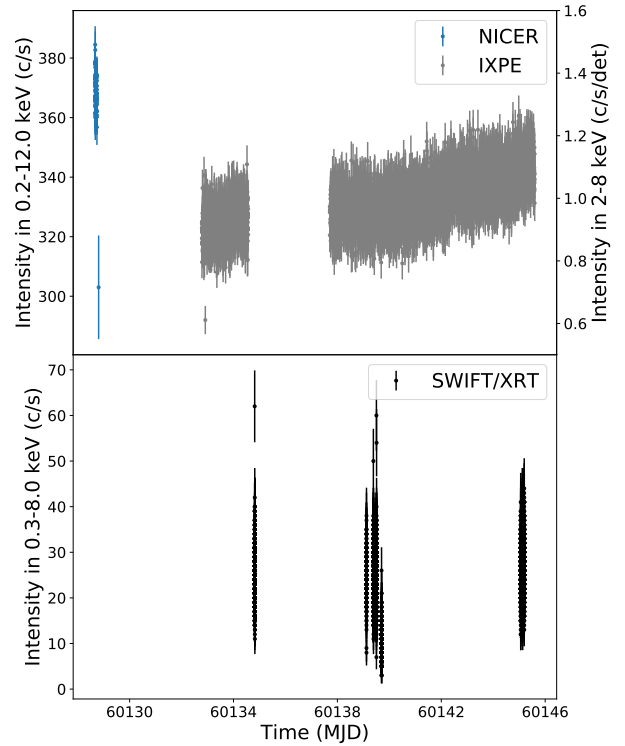 Intensity in 0.2-12.0 keV (c/s)
380
360
340
320
300
NICER
IXPE
1.6
1.4
1.2
1.0
0.8
0.6
Intensity in 2-8 keV (c/s/det)
Intensity in 0.3-8.0 keV (c/s)
70
60
50
40
30
20
10
0
SWIFT/XRT
60130 60134 60138 60142 60146
Time (MJD)